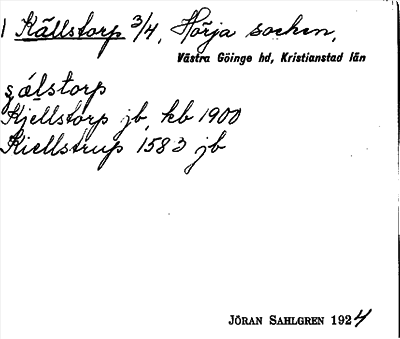 1 Källstorp 3/4, Hörja socken,
Västra Göinge hd, Kristianstad län
şälstorp
Kjellstorp jb, kb 1900
Kiellstrup 1583 jb
JÖRAN SAHLGREN 1924